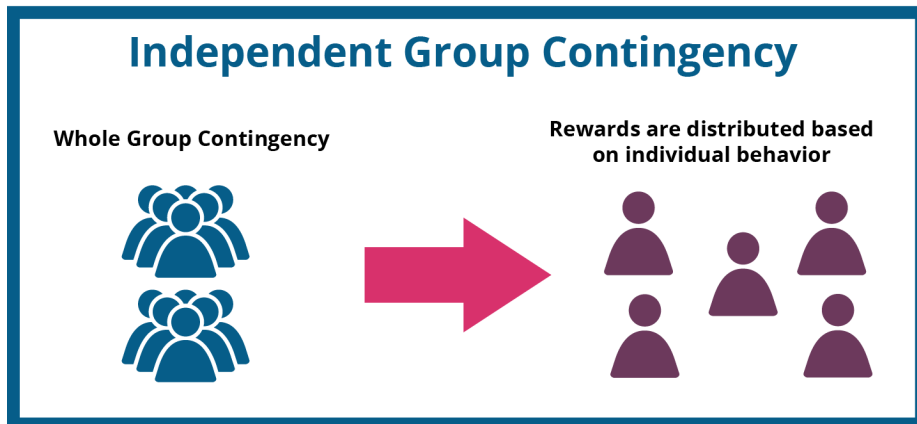 Independent Group Contingency
Whole Group Contingency
Rewards are distributed based
on individual behavior